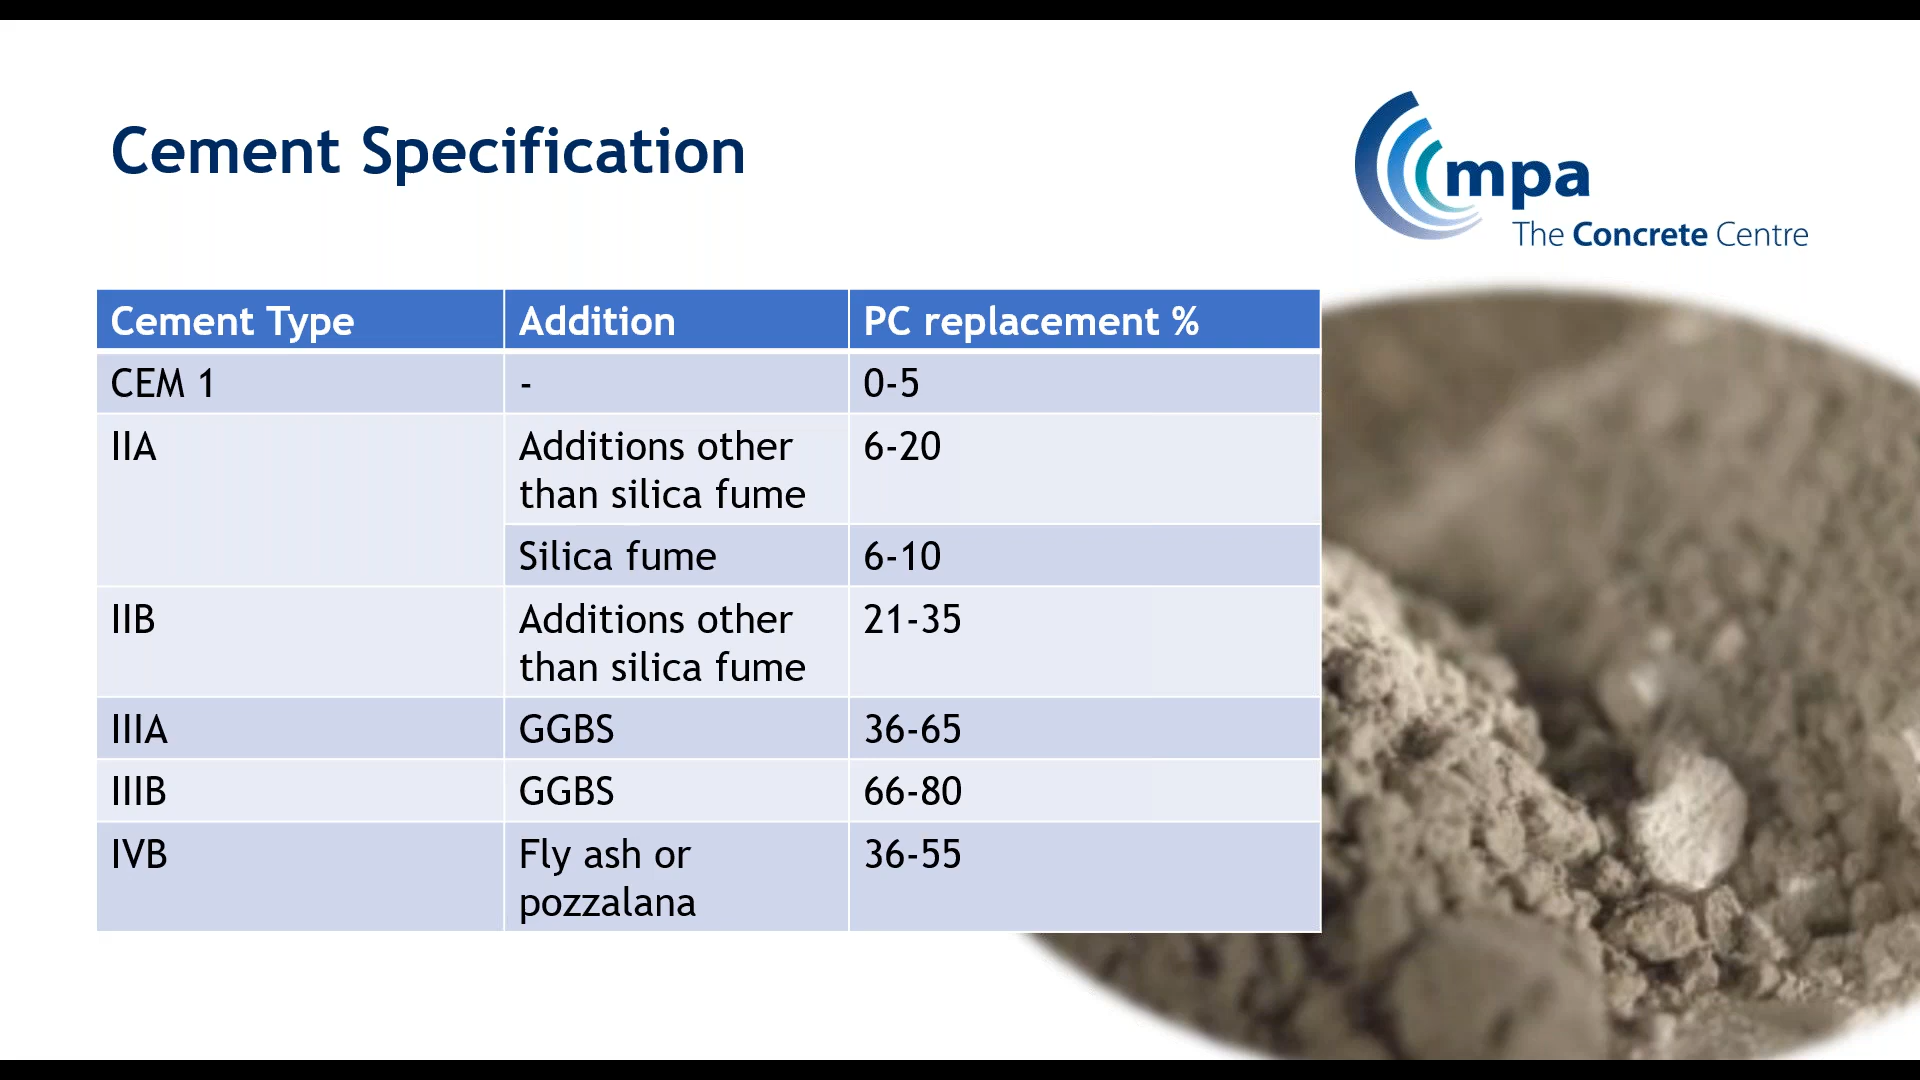 Cement Specification
mpa
The Concrete Centre
Cement Type Addition PC replacement %
CEM 1 - 0-5
IIA Additions other 6-20
than silica fume
Silica fume 6-10
IIB Additions other 21-35
than silica fume
IIIA GGBS 36-65
IIIB GGBS 66-80
IVB Fly ash or 36-55
pozzalana